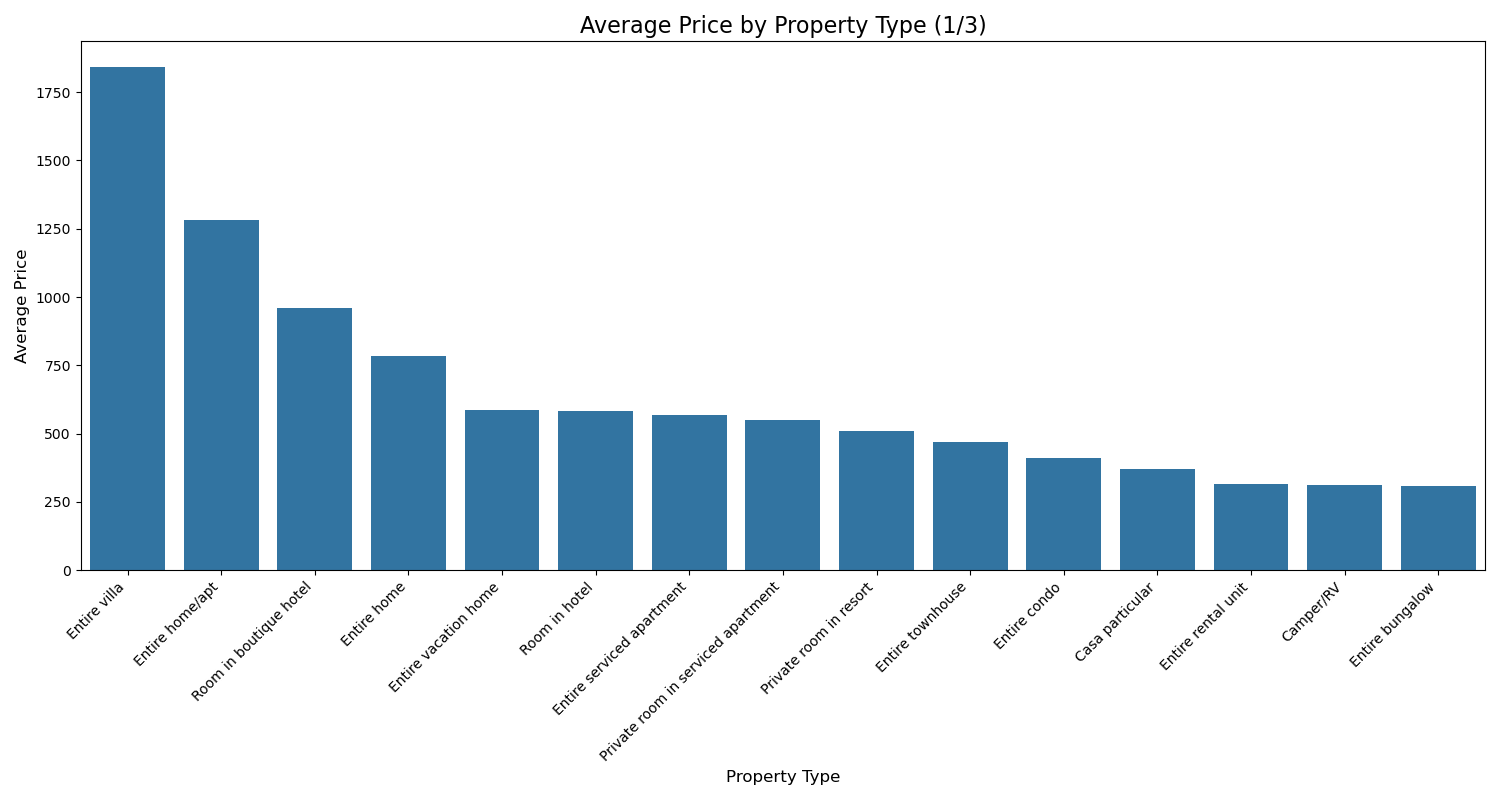 Average Price by Property Type (1/3)
1750
1500
1250
1000
750
500
250
0
Average Price
Entire villa
Entire home/apt
Room in boutique hotel
Entire home
Entire vacation home
Room in hotel
Entire serviced apartment
Private room in serviced apartment
Private room in resort
Entire townhouse
Entire condo
Casa particular
Entire rental unit
Camper/RV
Entire bungalow
Property Type